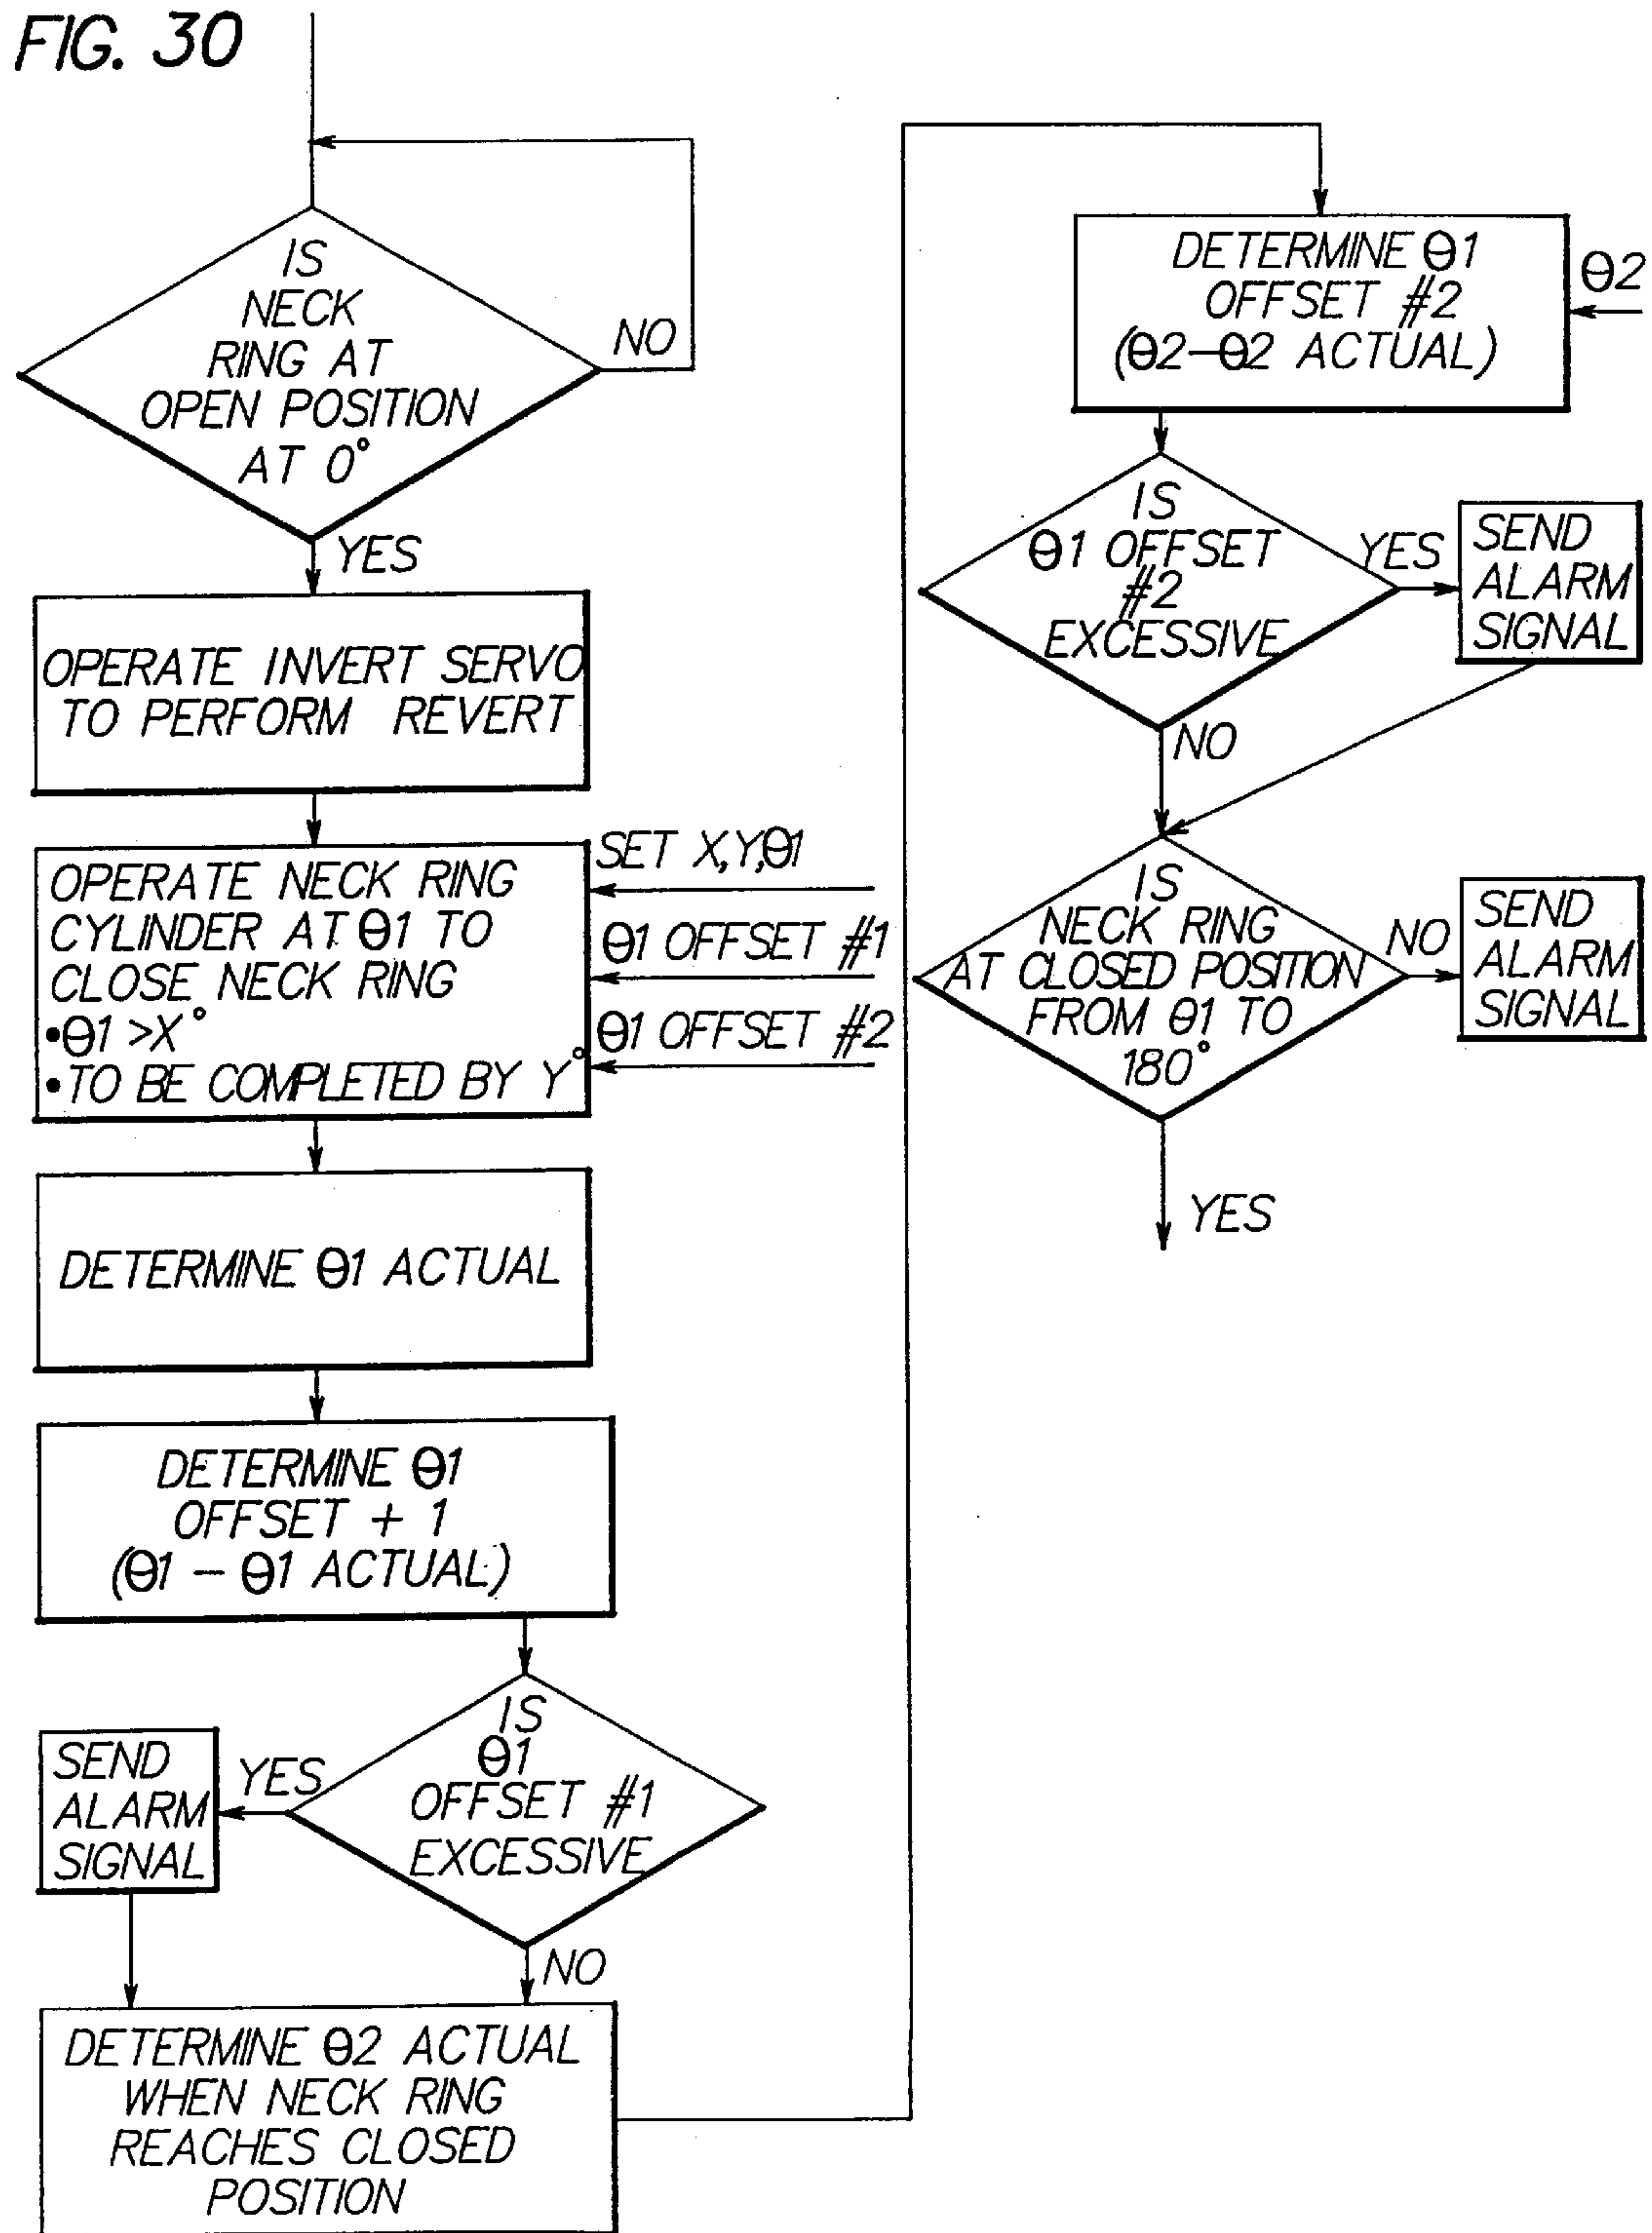 FIG. 30
IS
NECK
RING AT
OPEN POSITION
AT 0°
NO
YES
OPERATE INVERT SERVO
TO PERFORM REVERT
OPERATE NECK RING
CYLINDER AT θ1 TO
CLOSE NECK RING
•θ1 >X°
•TO BE COMPLETED BY Y°
SET X,Y,θ1
θ1 OFFSET #1
θ1 OFFSET #2
DETERMINE θ1 ACTUAL
DETERMINE θ1
OFFSET + 1
(θ1 – θ1 ACTUAL)
IS
θ1
OFFSET #1
EXCESSIVE
YES
SEND
ALARM
SIGNAL
NO
DETERMINE θ2 ACTUAL
WHEN NECK RING
REACHES CLOSED
POSITION
DETERMINE θ1
OFFSET #2
(θ2–θ2 ACTUAL)
θ2
IS
θ1 OFFSET
#2
EXCESSIVE
YES
SEND
ALARM
SIGNAL
NO
IS
NECK RING
AT CLOSED POSITION
FROM θ1 TO
180°
NO
SEND
ALARM
SIGNAL
YES